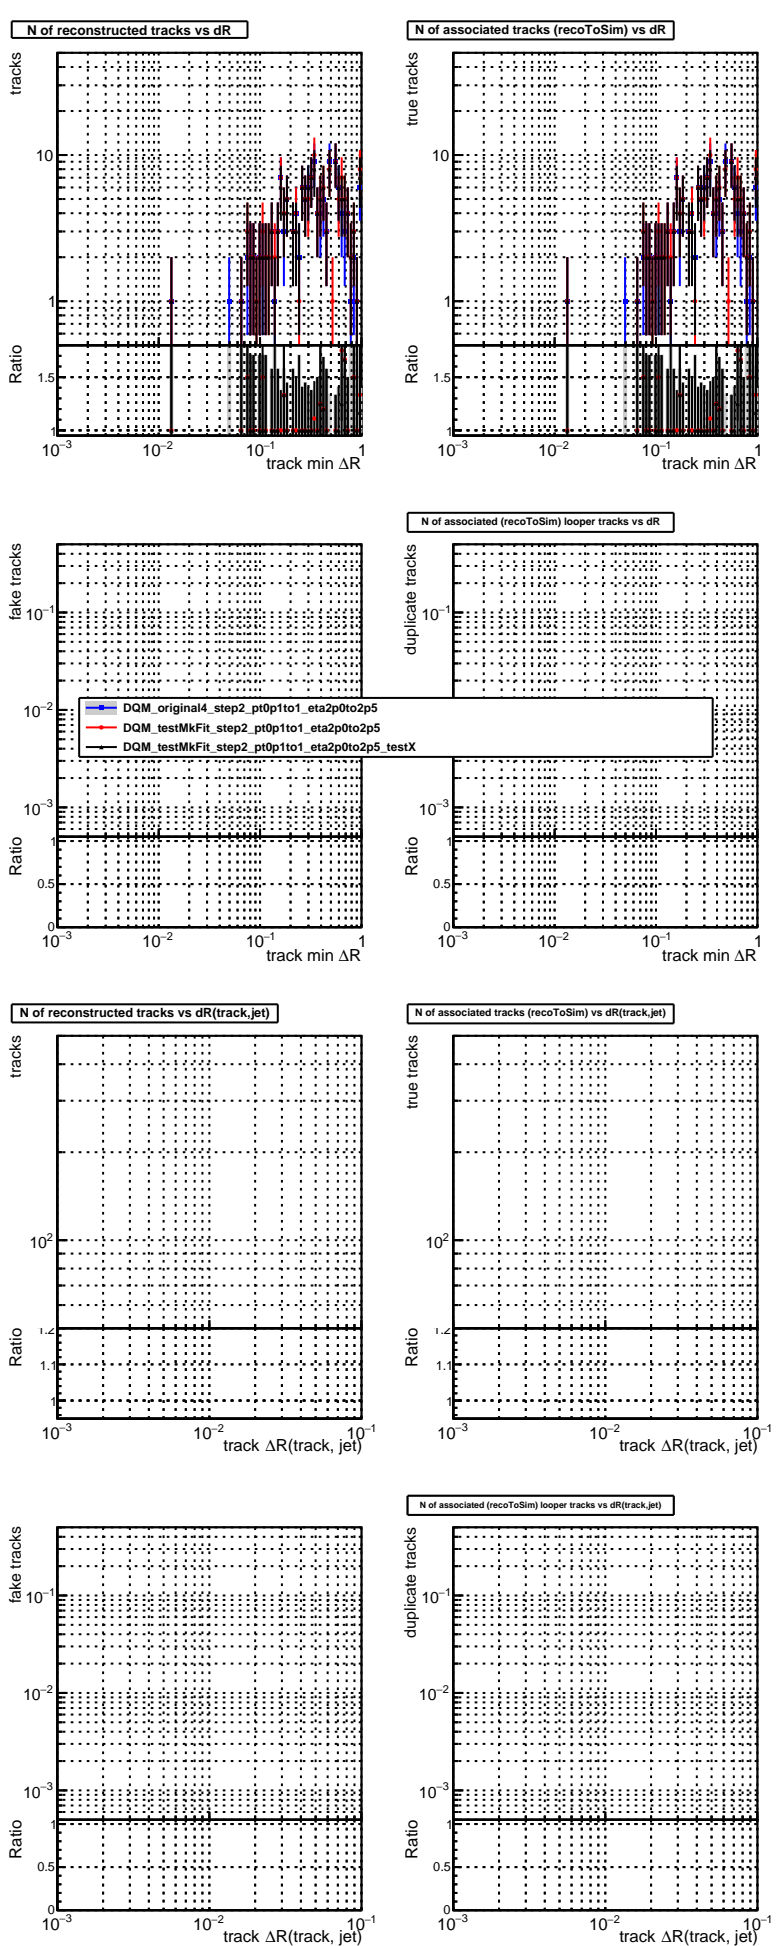 N of reconstructed tracks vs dR
tracks
10
1
Ratio
1.5
1
10−3
10−2
10−1
1
track min ΔR
N of associated tracks (recoToSim) vs dR
true tracks
10
1
Ratio
1.5
1
10−3
10−2
10−1
1
track min ΔR
fake tracks
10−1
10−2
10−3
Ratio
1
0.5
0
10−3
10−2
10−1
1
track min ΔR
N of associated (recoToSim) looper tracks vs dR
duplicate tracks
10−1
10−3
Ratio
1
0.5
0
10−3
10−2
10−1
1
track min ΔR
DQM_original4_step2_pt0p1to1_eta2p0to2p5
DQM_testMkFit_step2_pt0p1to1_eta2p0to2p5
DQM_testMkFit_step2_pt0p1to1_eta2p0to2p5_testX
N of reconstructed tracks vs dR(track,jet)
tracks
102
Ratio
1.2
1.1
1
10−3
10−2
10−1
track ΔR(track, jet)
N of associated tracks (recoToSim) vs dR(track,jet)
true tracks
102
Ratio
1.2
1.1
1
10−3
10−2
10−1
track ΔR(track, jet)
fake tracks
10−1
10−2
10−3
Ratio
1
0.5
0
10−3
10−2
10−1
track ΔR(track, jet)
N of associated (recoToSim) looper tracks vs dR(track,jet)
duplicate tracks
10−1
10−2
10−3
Ratio
1
0.5
0
10−3
10−2
10−1
track ΔR(track, jet)